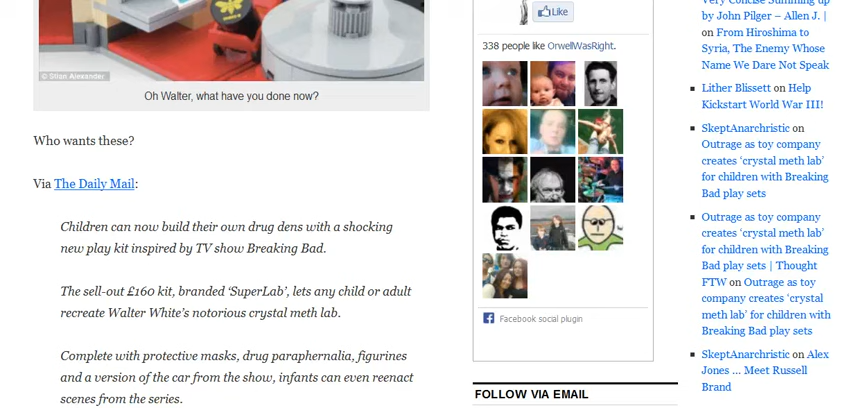 © Stian Alexander
Oh Walter, what have you done now?
Who wants these?
Via The Daily Mail:
Children can now build their own drug dens with a shocking
new play kit inspired by TV show Breaking Bad.
The sell-out £160 kit, branded ‘SuperLab’, lets any child or adult
recreate Walter White’s notorious crystal meth lab.
Complete with protective masks, drug paraphernalia, figurines
and a version of the car from the show, infants can even reenact
scenes from the series.
Like
338 people like OrwellWasRight.
Facebook social plugin
FOLLOW VIA EMAIL
Very Concise Summing up
by John Pilger – Allen J. |
on From Hiroshima to
Syria, The Enemy Whose
Name We Dare Not Speak
Lither Blissett on Help
Kickstart World War III!
SkeptAnarchristic on
Outrage as toy company
creates ‘crystal meth lab’
for children with Breaking
Bad play sets
Outrage as toy company
creates ‘crystal meth lab’
for children with Breaking
Bad play sets | Thought
FTW on Outrage as toy
company creates ‘crystal
meth lab’ for children with
Breaking Bad play sets
SkeptAnarchristic on Alex
Jones … Meet Russell
Brand